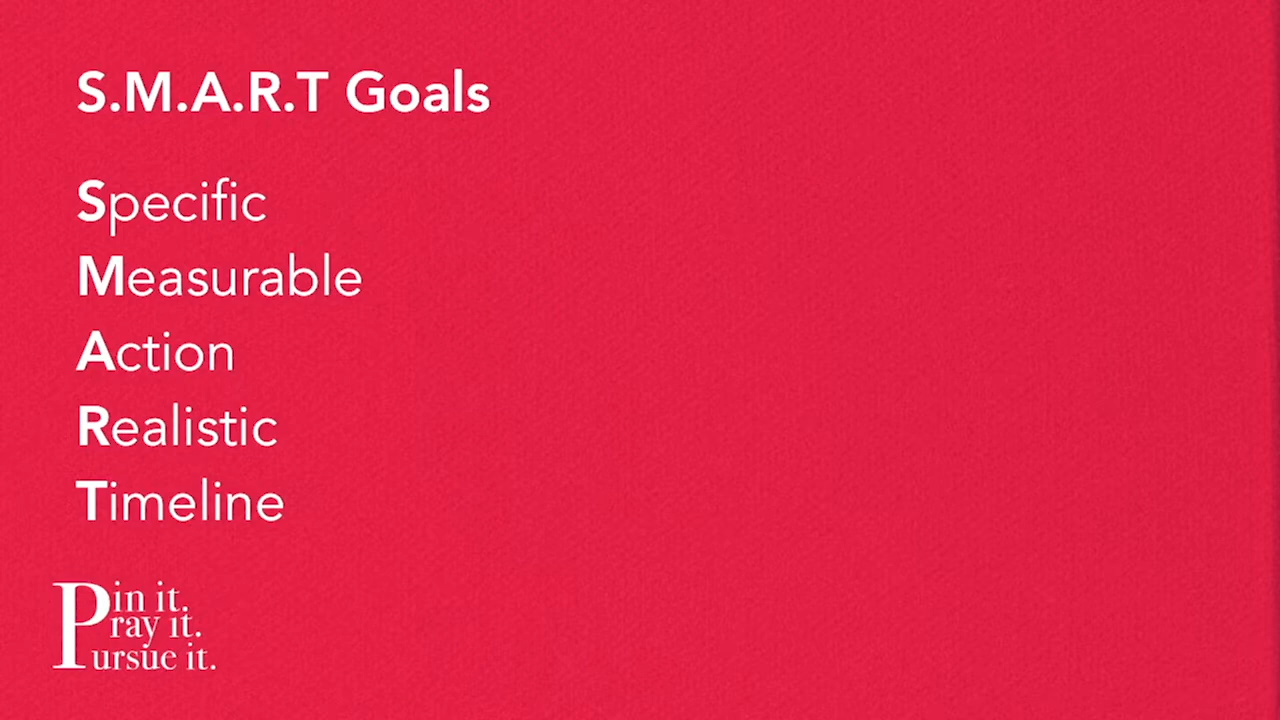 S.M.A.R.T Goals
Specific
Measurable
Action
Realistic
Timeline
Pin it.
Pray it.
Pursue it.